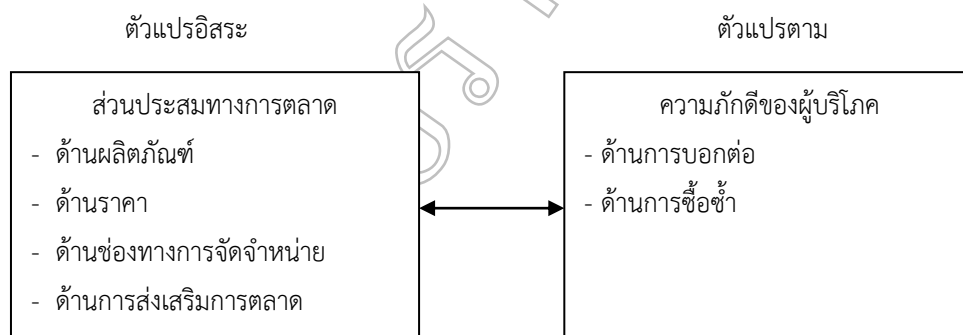 ตัวแปรอิสระ
ตัวแปรตาม
ส่วนประสมทางการตลาด
- ด้านผลิตภัณฑ์
- ด้านราคา
- ด้านช่องทางการจัดจำหน่าย
- ด้านการส่งเสริมการตลาด
ความภักดีของผู้บริโภค
- ด้านการบอกต่อ
- ด้านการซื้อซ้ำ